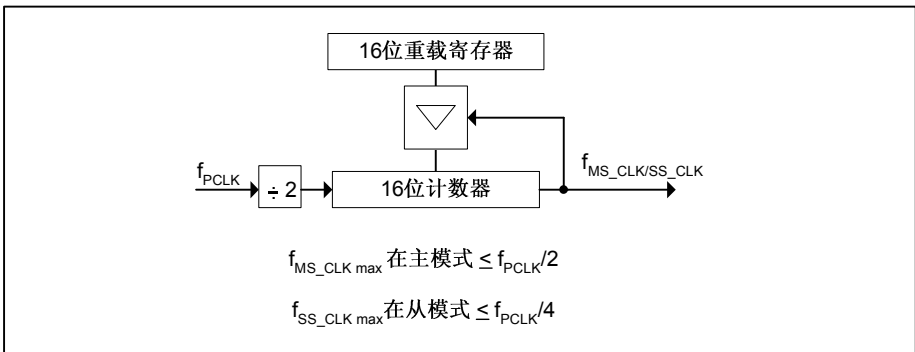 16位重载寄存器
f_PCLK
÷ 2
16位计数器
f_MS_CLK/SS_CLK
f_MS_CLK max 在主模式 ≤ f_PCLK/2
f_SS_CLK max 在从模式 ≤ f_PCLK/4